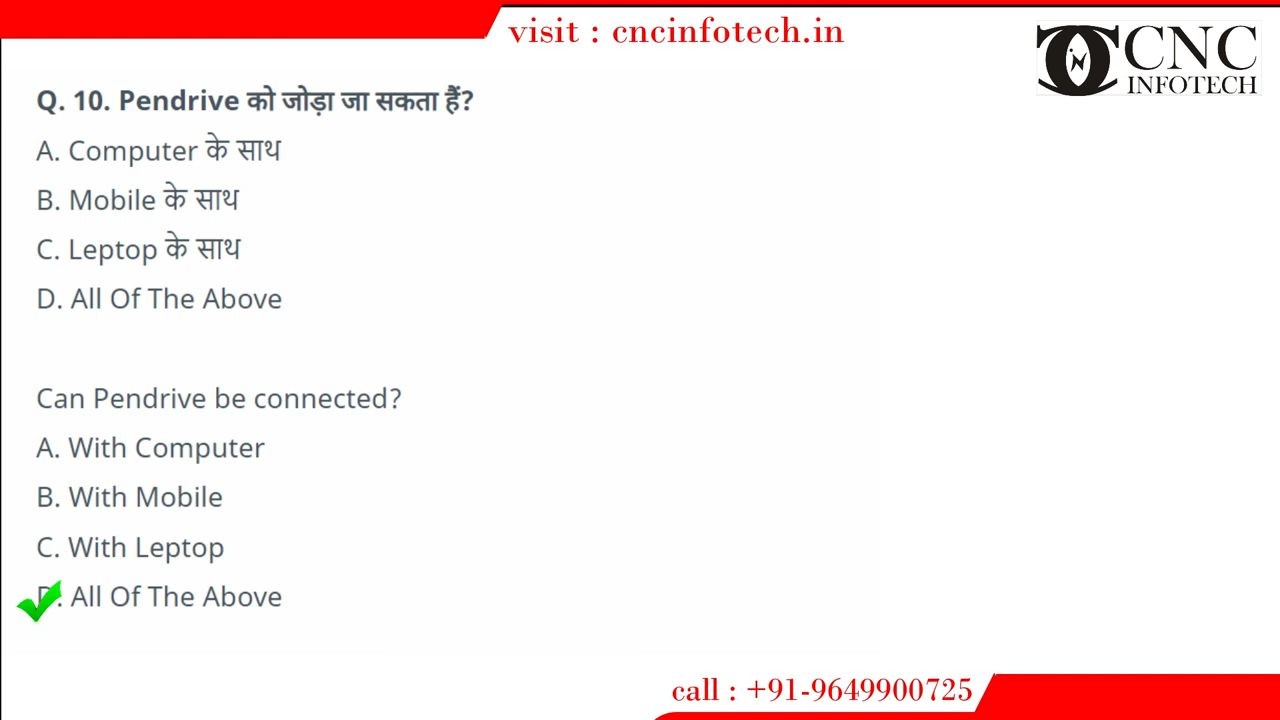 visit : cncinfotech.in
CNC
INFOTECH
Q. 10. Pendrive को जोड़ा जा सकता हैं?
A. Computer के साथ
B. Mobile के साथ
C. Leptop के साथ
D. All Of The Above
Can Pendrive be connected?
A. With Computer
B. With Mobile
C. With Leptop
D. All Of The Above
call : +91-9649900725